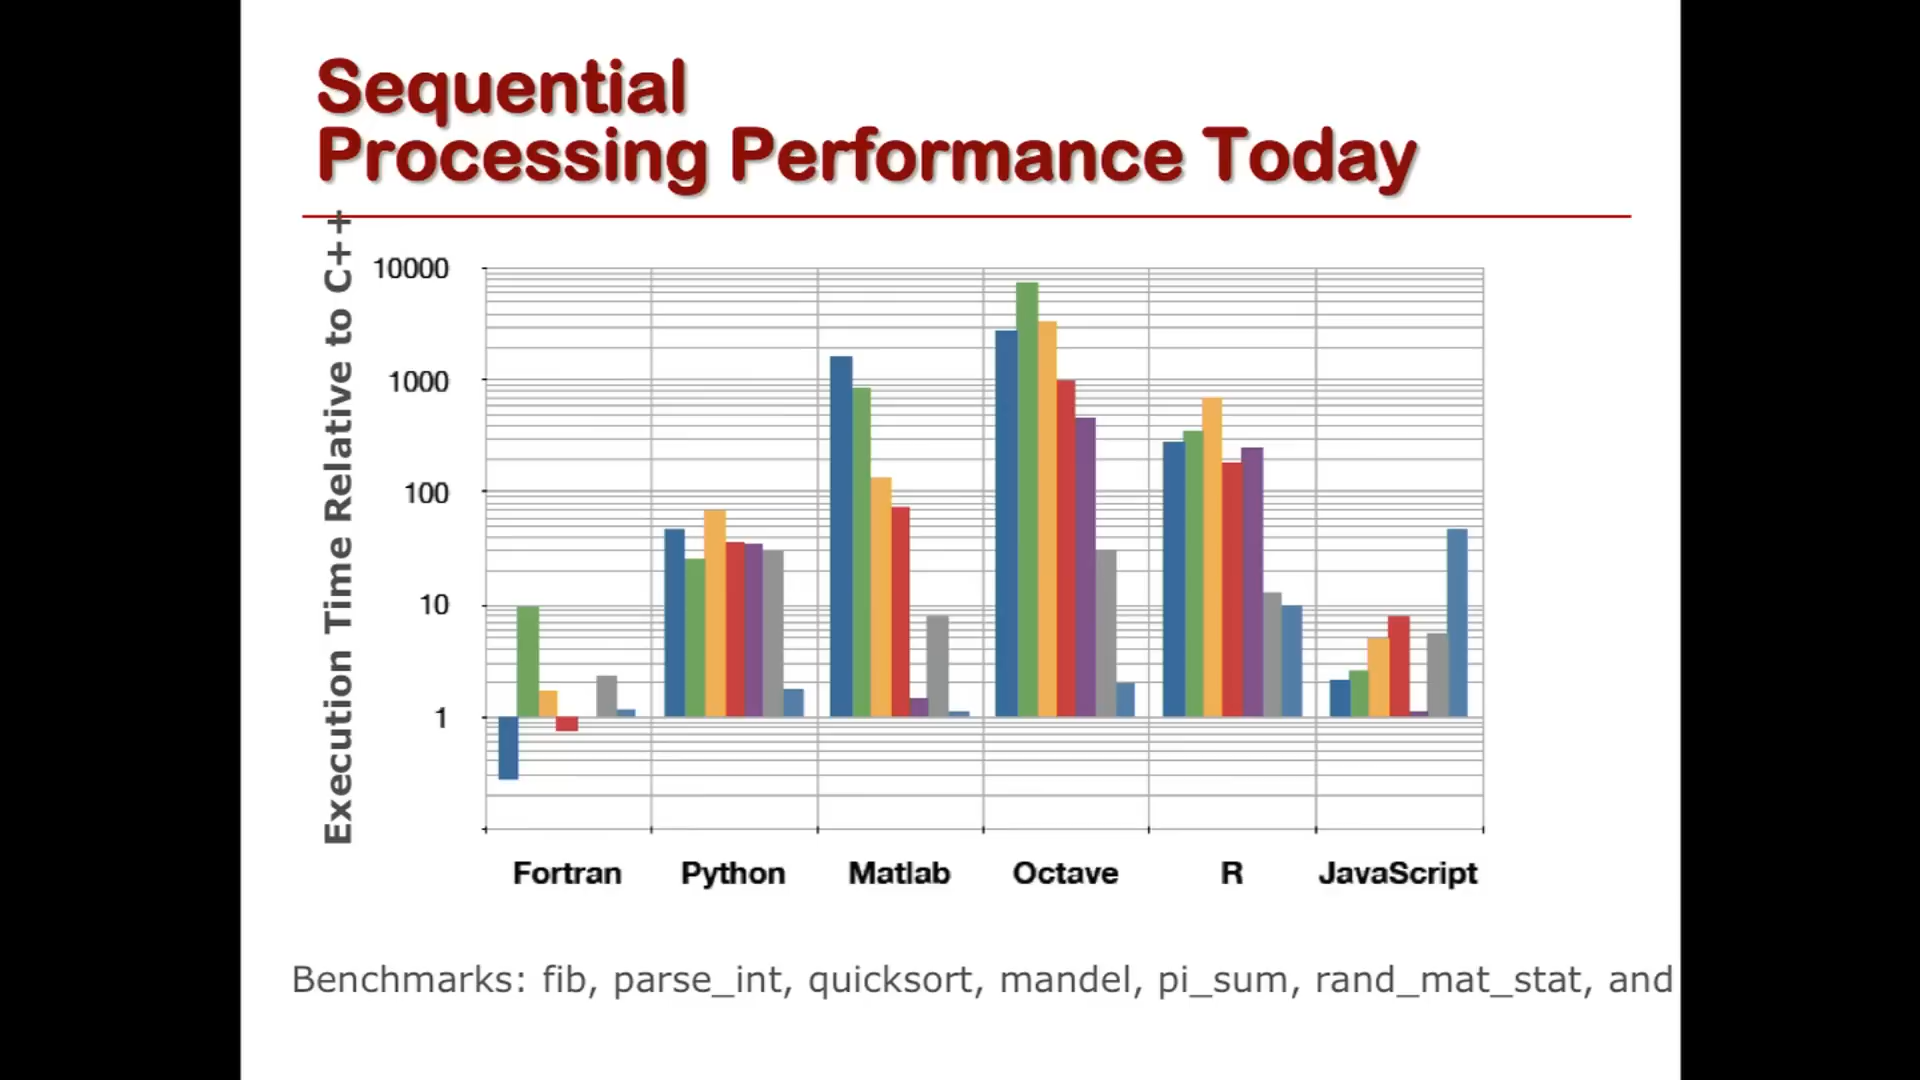 Sequential
Processing Performance Today
Execution Time Relative to C++
10000
1000
100
10
1
Fortran Python Matlab Octave R JavaScript
Benchmarks: fib, parse_int, quicksort, mandel, pi_sum, rand_mat_stat, and